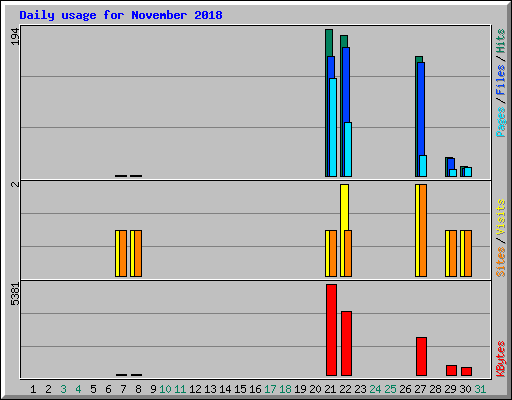 Daily usage for November 2018
194
2
5381
Pages / Files / Hits
Sites / Visits
KBytes
1 2 3 4 5 6 7 8 9 10 11 12 13 14 15 16 17 18 19 20 21 22 23 24 25 26 27 28 29 30 31